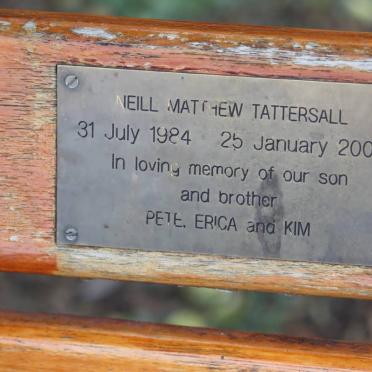 NEILL MATTHEW TATTERSALL
31 July 1984 25 January 200
In loving memory of our son
and brother
PETE, ERICA and KIM